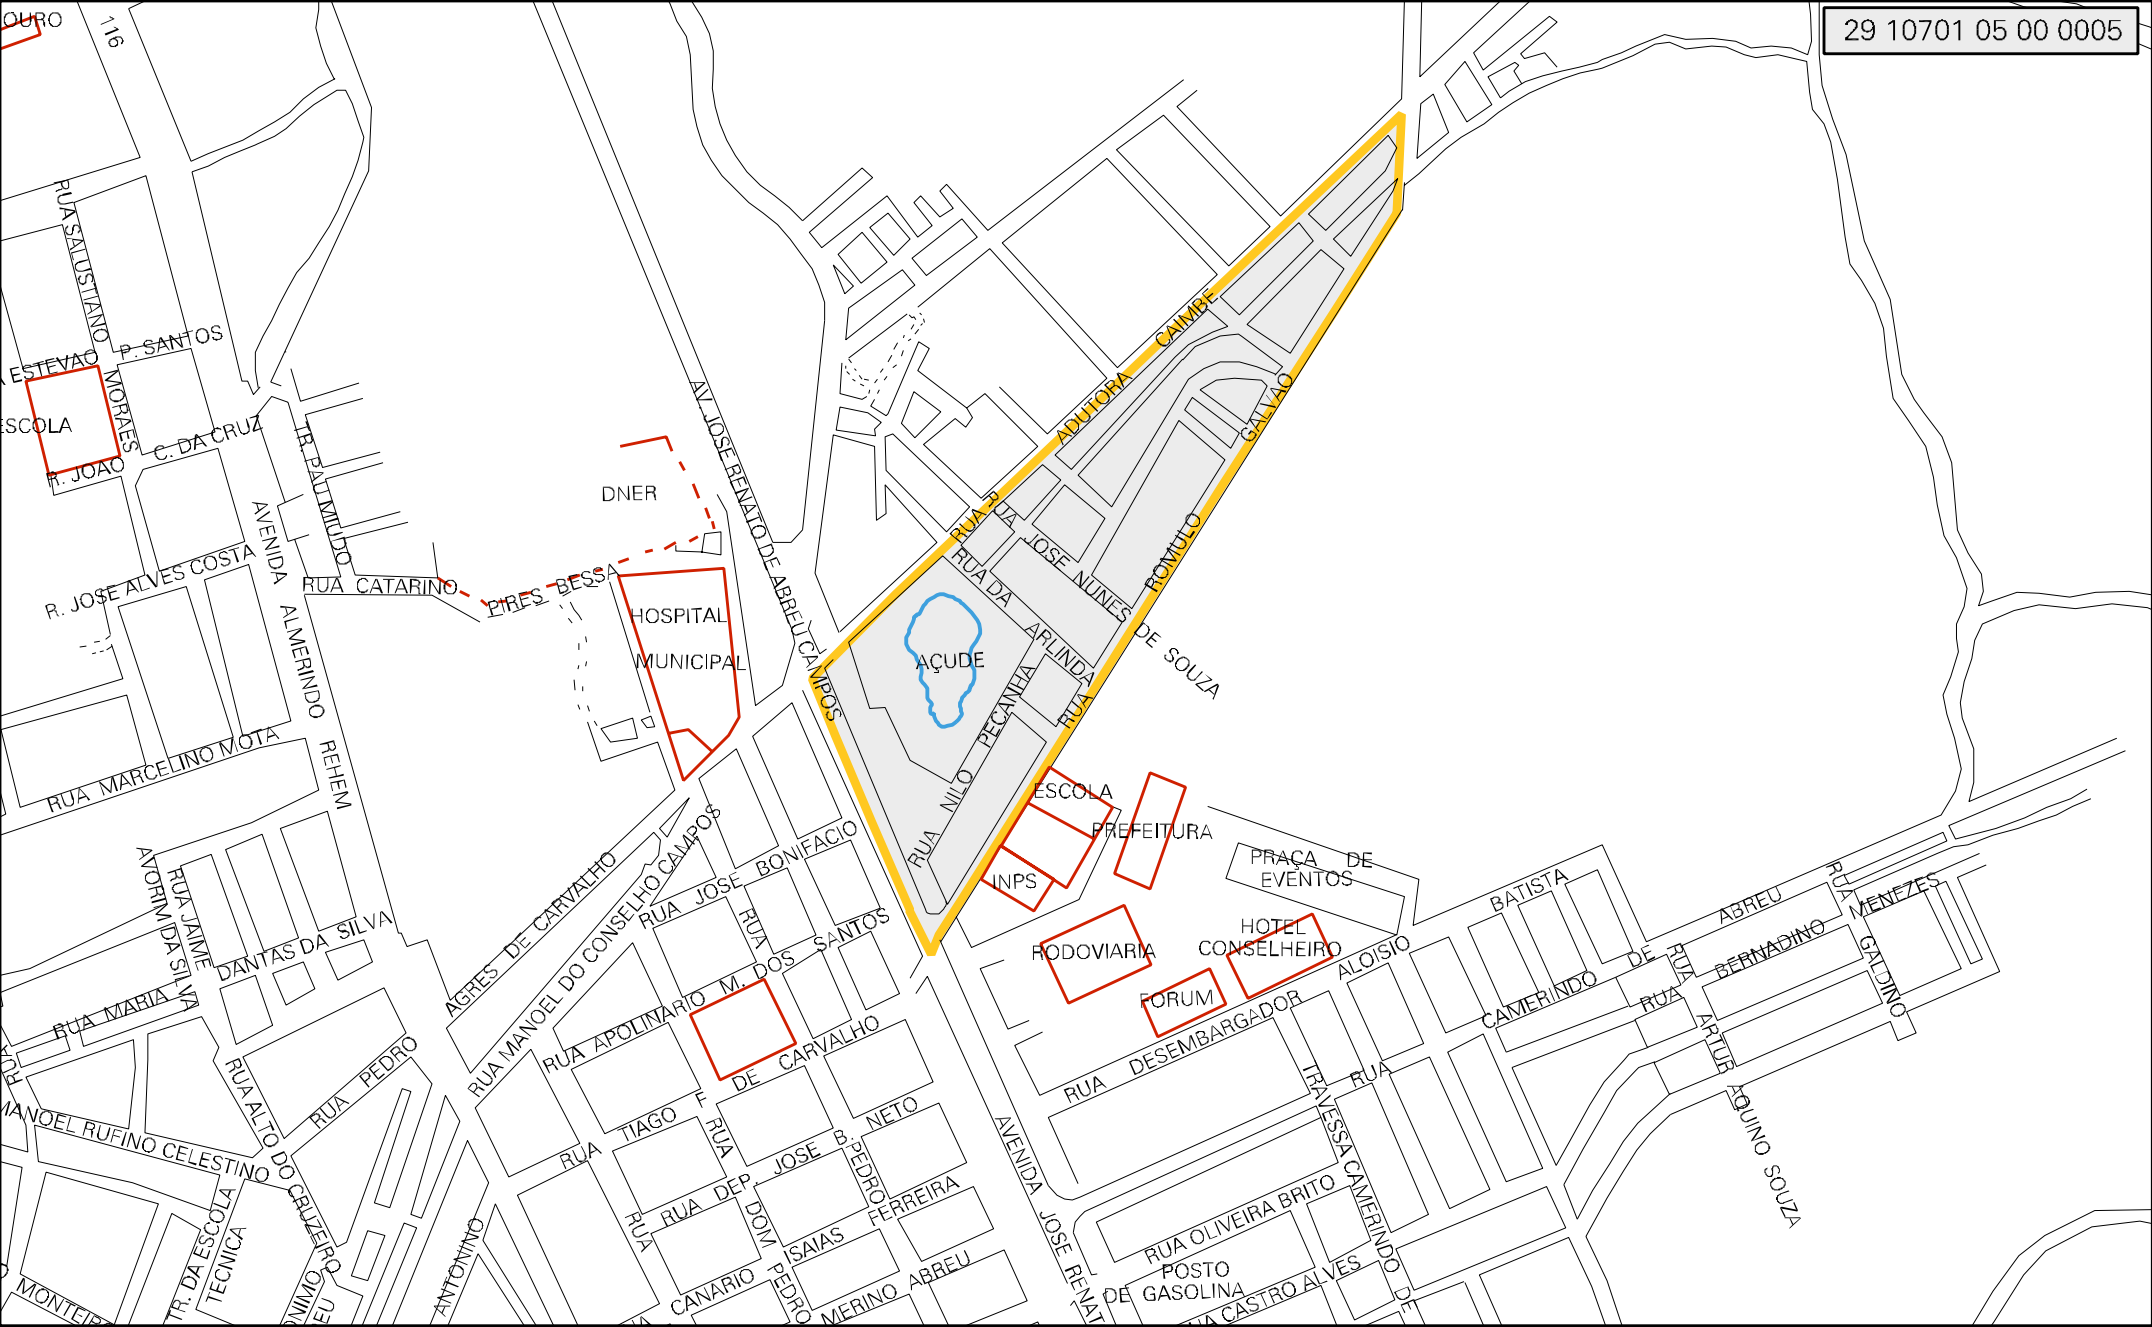 OURO
116
29 10701 05 00 0005
RUA SALUSTIANO
MORAES
ESTEVAO P. SANTOS
ESCOLA
R. JOAO C. DA CRUZ
TR. PAU MIUDO
AVENIDA ALMERINDO REHEM
R. JOSE ALVES COSTA
RUA CATARINO PIRES BESSA
DNER
HOSPITAL
MUNICIPAL
AV. JOSE RENATO DE ABREU CAMPOS
RUA ADUTORA CAIMBE
RUA JOSE NUNES DE SOUZA
RUA DA ARLINDA
RUA ROMULO GALVAO
AÇUDE
RUA NILO PECANHA
RUA MARCELINO MOTA
AV ORIMI DA SILVA
RUA JAIME
DANTAS DA SILVA
RUA MARIA
AGRES DE CARVALHO
RUA MANOEL DO CONSELHO CAMPOS
RUA JOSE BONIFACIO
RUA APOLINARIO M. DOS SANTOS
RUA
ESCOLA
PREFEITURA
INPS
PRAÇA DE
EVENTOS
HOTEL
CONSELHEIRO
RODOVIARIA
FORUM
RUA DESEMBARGADOR ALOISIO BATISTA
RUA CAMERINDO DE ABREU
RUA BERNADINO MENEZES
RUA GALDINO
RUA ARTUR AQUINO SOUZA
RUA
MANOEL RUFINO CELESTINO
RUA ALTO DO CRUZEIRO
RUA PEDRO
RUA TIAGO F. DE CARVALHO
RUA DEP. JOSE B. NETO
RUA DOM PEDRO
RUA
PEDRO
CANARIO ISAIAS FERREIRA
MERINO ABREU
AVENIDA JOSE RENAT
TRAVESSA CAMERINDO DE
RUA OLIVEIRA BRITO
POSTO
DE GASOLINA
CASTRO ALVES
TR. DA ESCOLA
TECNICA
ANTONINO
MONTEIR
ONIMO